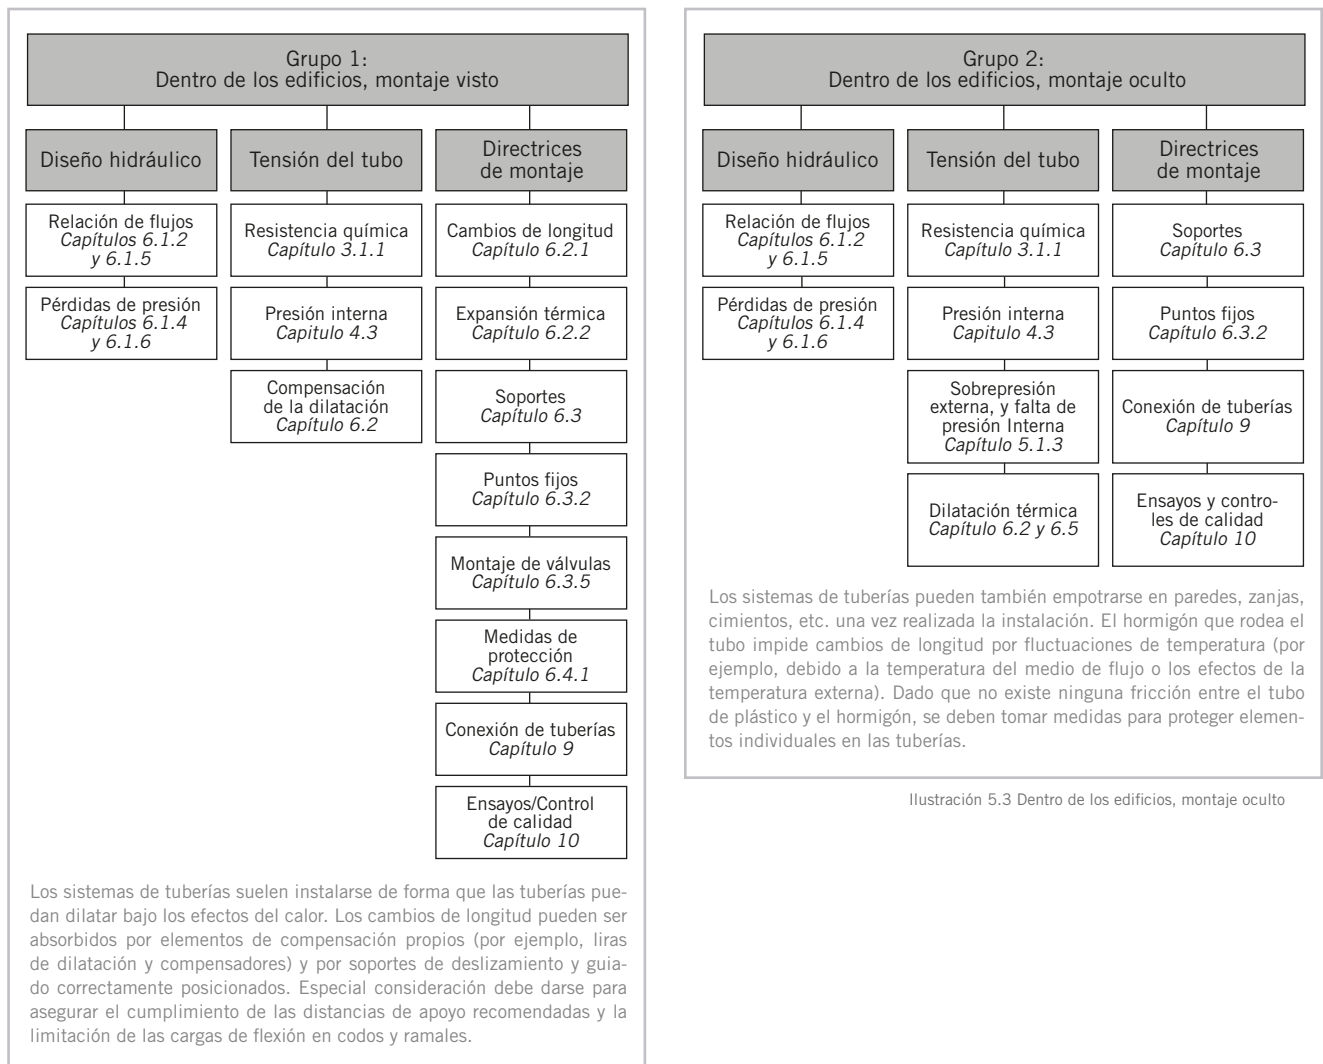 Grupo 1:
Dentro de los edificios, montaje visto
Diseño hidráulico
Relación de flujos
Capítulos 6.1.2
y 6.1.5
Pérdidas de presión
Capítulos 6.1.4
y 6.1.6
Tensión del tubo
Resistencia química
Capítulo 3.1.1
Presión interna
Capitulo 4.3
Compensación
de la dilatación
Capítulo 6.2
Directrices
de montaje
Cambios de longitud
Capítulo 6.2.1
Expansión térmica
Capítulo 6.2.2
Soportes
Capítulo 6.3
Puntos fijos
Capítulo 6.3.2
Montaje de válvulas
Capítulo 6.3.5
Medidas de
protección
Capítulo 6.4.1
Conexión de tuberías
Capítulo 9
Ensayos/Control
de calidad
Capítulo 10
Los sistemas de tuberías suelen instalarse de forma que las tuberías pue-
dan dilatar bajo los efectos del calor. Los cambios de longitud pueden ser
absorbidos por elementos de compensación propios (por ejemplo, liras
de dilatación y compensadores) y por soportes de deslizamiento y guia-
do correctamente posicionados. Especial consideración debe darse para
asegurar el cumplimiento de las distancias de apoyo recomendadas y la
limitación de las cargas de flexión en codos y ramales.
Grupo 2:
Dentro de los edificios, montaje oculto
Diseño hidráulico
Relación de flujos
Capítulos 6.1.2
y 6.1.5
Pérdidas de presión
Capítulos 6.1.4
y 6.1.6
Tensión del tubo
Resistencia química
Capítulo 3.1.1
Presión interna
Capitulo 4.3
Sobrepresión
externa, y falta de
presión Interna
Capítulo 5.1.3
Dilatación térmica
Capítulo 6.2 y 6.5
Directrices
de montaje
Soportes
Capítulo 6.3
Puntos fijos
Capítulo 6.3.2
Conexión de tuberías
Capítulo 9
Ensayos y contro-
les de calidad
Capítulo 10
Los sistemas de tuberías pueden también empotrarse en paredes, zanjas,
cimientos, etc. una vez realizada la instalación. El hormigón que rodea el
tubo impide cambios de longitud por fluctuaciones de temperatura (por
ejemplo, debido a la temperatura del medio de flujo o los efectos de la
temperatura externa). Dado que no existe ninguna fricción entre el tubo
de plástico y el hormigón, se deben tomar medidas para proteger elemen-
tos individuales en las tuberías.
Ilustración 5.3 Dentro de los edificios, montaje oculto